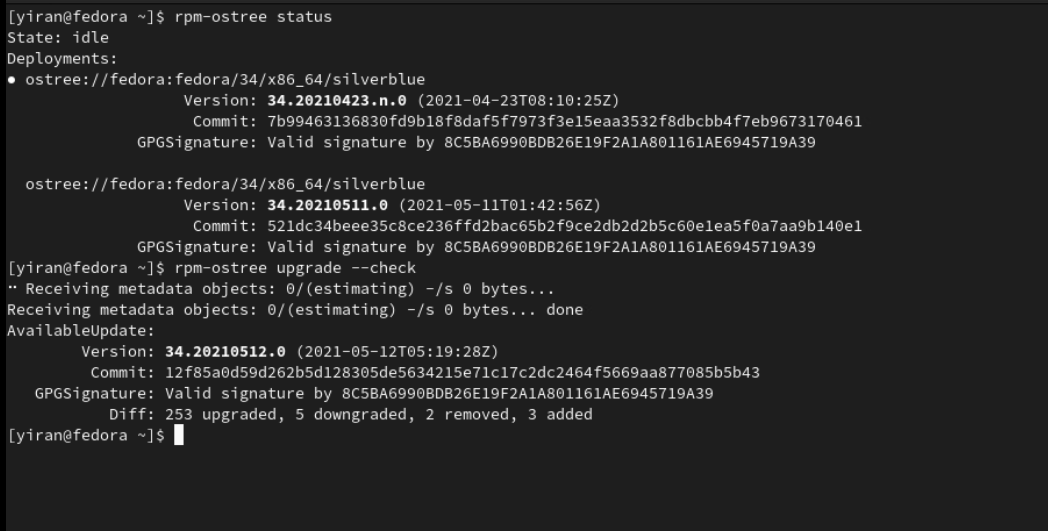 [yiran@fedora ~]$ rpm-ostree status
State: idle
Deployments:
● ostree://fedora:fedora/34/x86_64/silverblue
Version: 34.20210423.n.0 (2021-04-23T08:10:25Z)
Commit: 7b99463136830fd9b18f8daf5f7973f3e15eaa3532f8dbcbb4f7eb9673170461
GPGSignature: Valid signature by 8C5BA6990BDB26E19F2A1A801161AE6945719A39
ostree://fedora:fedora/34/x86_64/silverblue
Version: 34.20210511.0 (2021-05-11T01:42:56Z)
Commit: 521dc34beee35c8ce236ffd2bac65b2f9ce2db2d2b5c60e1ea5f0a7aa9b140e1
GPGSignature: Valid signature by 8C5BA6990BDB26E19F2A1A801161AE6945719A39
[yiran@fedora ~]$ rpm-ostree upgrade --check
⠉ Receiving metadata objects: 0/(estimating) -/s 0 bytes...
Receiving metadata objects: 0/(estimating) -/s 0 bytes... done
AvailableUpdate:
Version: 34.20210512.0 (2021-05-12T05:19:28Z)
Commit: 12f85a0d59d262b5d128305de5634215e71c17c2dc2464f5669aa877085b5b43
GPGSignature: Valid signature by 8C5BA6990BDB26E19F2A1A801161AE6945719A39
Diff: 253 upgraded, 5 downgraded, 2 removed, 3 added
[yiran@fedora ~]$